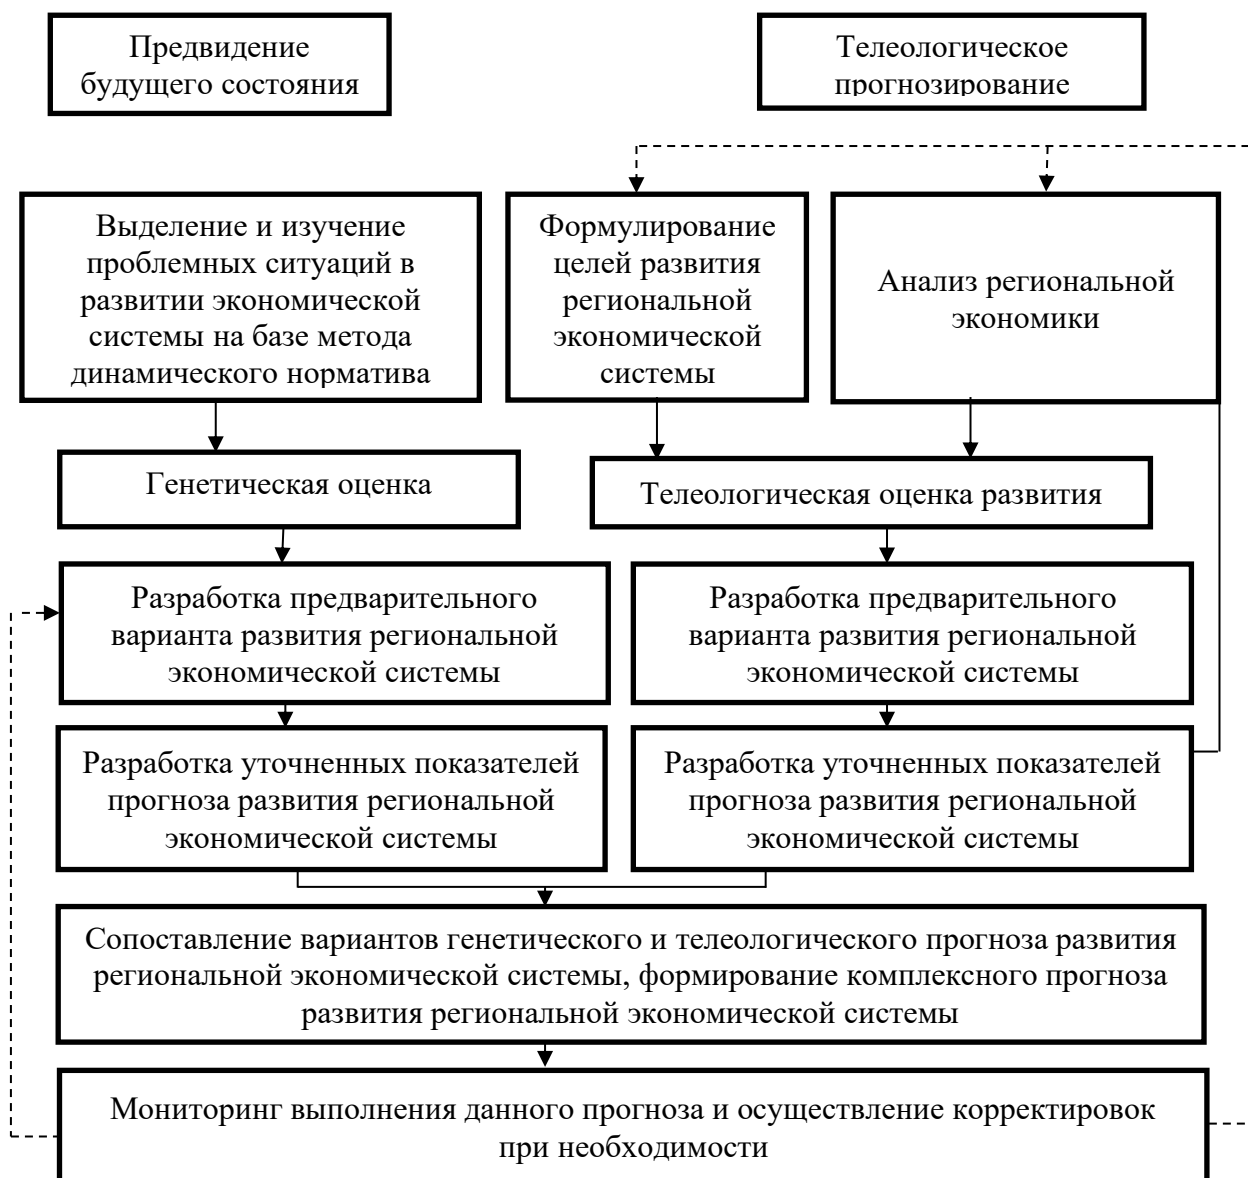 Предвидение
будущего состояния
Телеологическое
прогнозирование
Выделение и изучение
проблемных ситуаций в
развитии экономической
системы на базе метода
динамического норматива
Формулирование
целей развития
региональной
экономической
системы
Анализ региональной
экономики
Генетическая оценка
Телеологическая оценка развития
Разработка предварительного
варианта развития региональной
экономической системы
Разработка предварительного
варианта развития региональной
экономической системы
Разработка уточненных показателей
прогноза развития региональной
экономической системы
Разработка уточненных показателей
прогноза развития региональной
экономической системы
Сопоставление вариантов генетического и телеологического прогноза развития
региональной экономической системы, формирование комплексного прогноза
развития региональной экономической системы
Мониторинг выполнения данного прогноза и осуществление корректировок
при необходимости